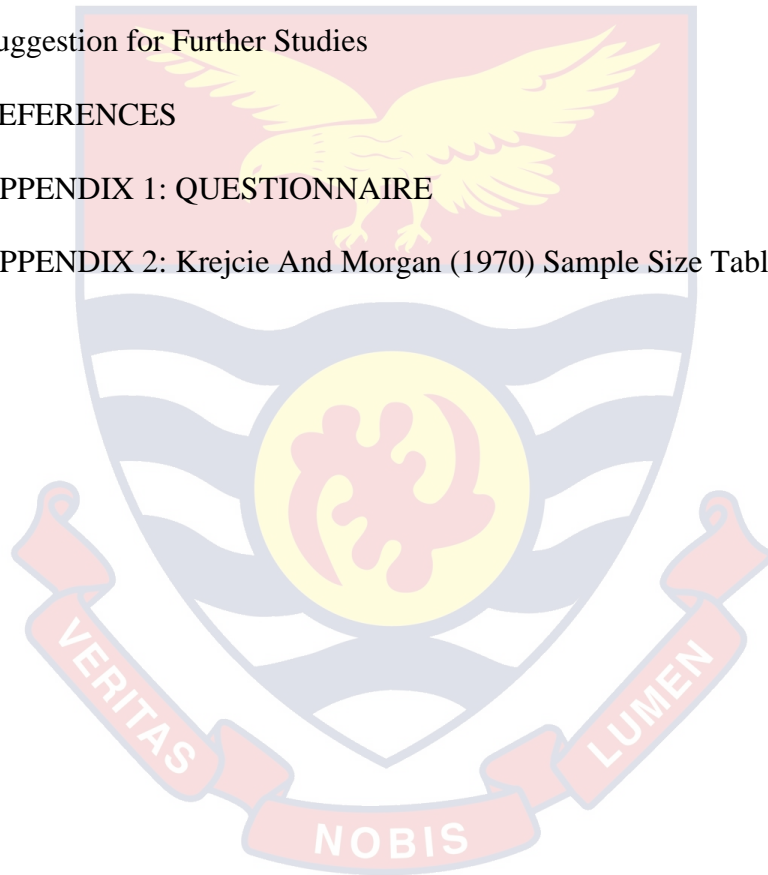 uggestion for Further Studies
EFERENCES
PPENDIX 1: QUESTIONNAIRE
PPENDIX 2: Krejcie And Morgan (1970) Sample Size Tabl
VERITAS
NOBIS
LUMEN